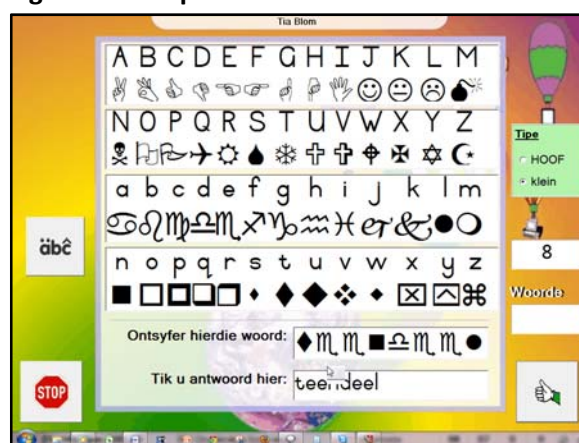 Tia Blom
A B C D E F G H I J K L M
N O P Q R S T U V W X Y Z
a b c d e f g h i j k l m
n o p q r s t u v w x y z
Tipe
HOOF
klein
äbĉ
8
Woorde
Ontsyfer hierdie woord:
Tik u antwoord hier: teendeel
STOP